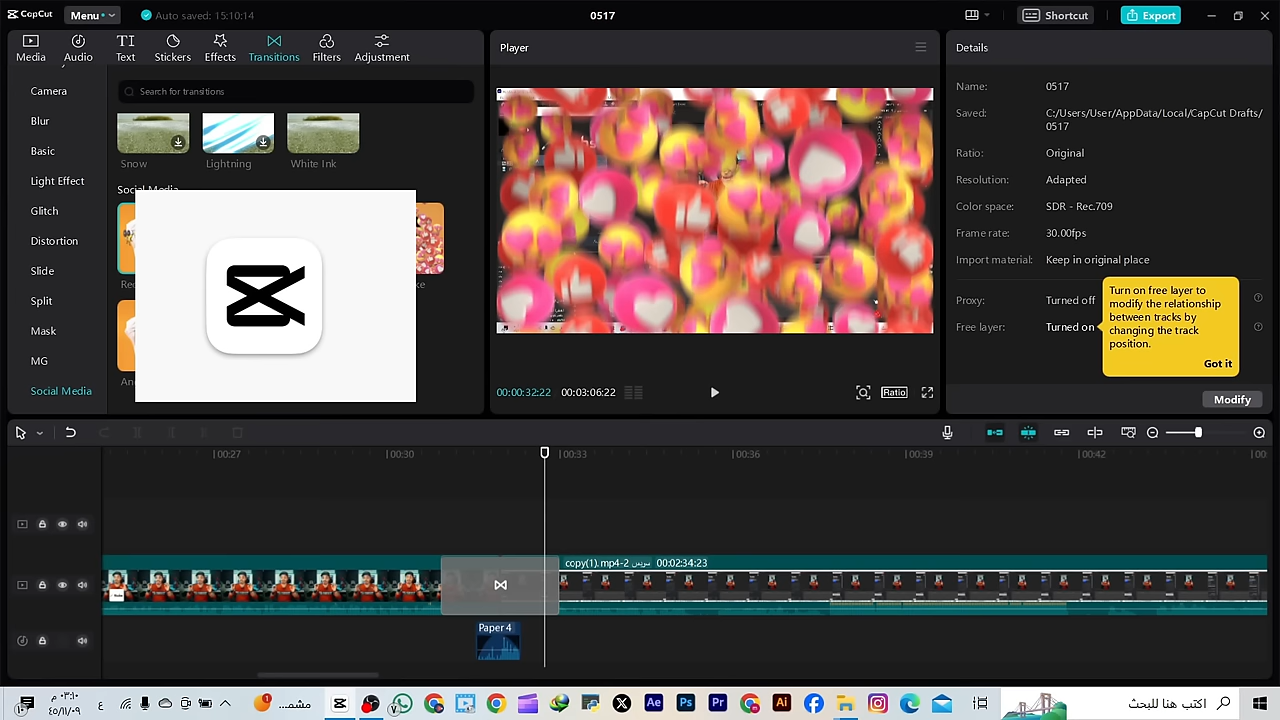 CapCut
Menu
Auto saved: 15:10:14
0517
Shortcut
Export
Media
Audio
Text
Stickers
Effects
Transitions
Filters
Adjustment
Camera
Blur
Basic
Light Effect
Glitch
Distortion
Slide
Split
Mask
MG
Social Media
Search for transitions
Snow
Lightning
White Ink
Player
00:00:32:22
00:03:06:22
Ratio
Details
Name:
0517
Saved:
C:/Users/User/AppData/Local/CapCut Drafts/
0517
Ratio:
Original
Resolution:
Adapted
Color space:
SDR - Rec.709
Frame rate:
30.00fps
Import material:
Keep in original place
Proxy:
Turned off
Free layer:
Turned on
Turn on free layer to
modify the relationship
between tracks by
changing the track
position.
Got it
Modify
00:27
00:30
00:33
00:36
00:39
00:42
copy(1).mp4-2 سريس 00:02:34:23
Paper 4
ع
مشمـ...
Ae
Ps
Pr
Ai
اكتب هنا للبحث